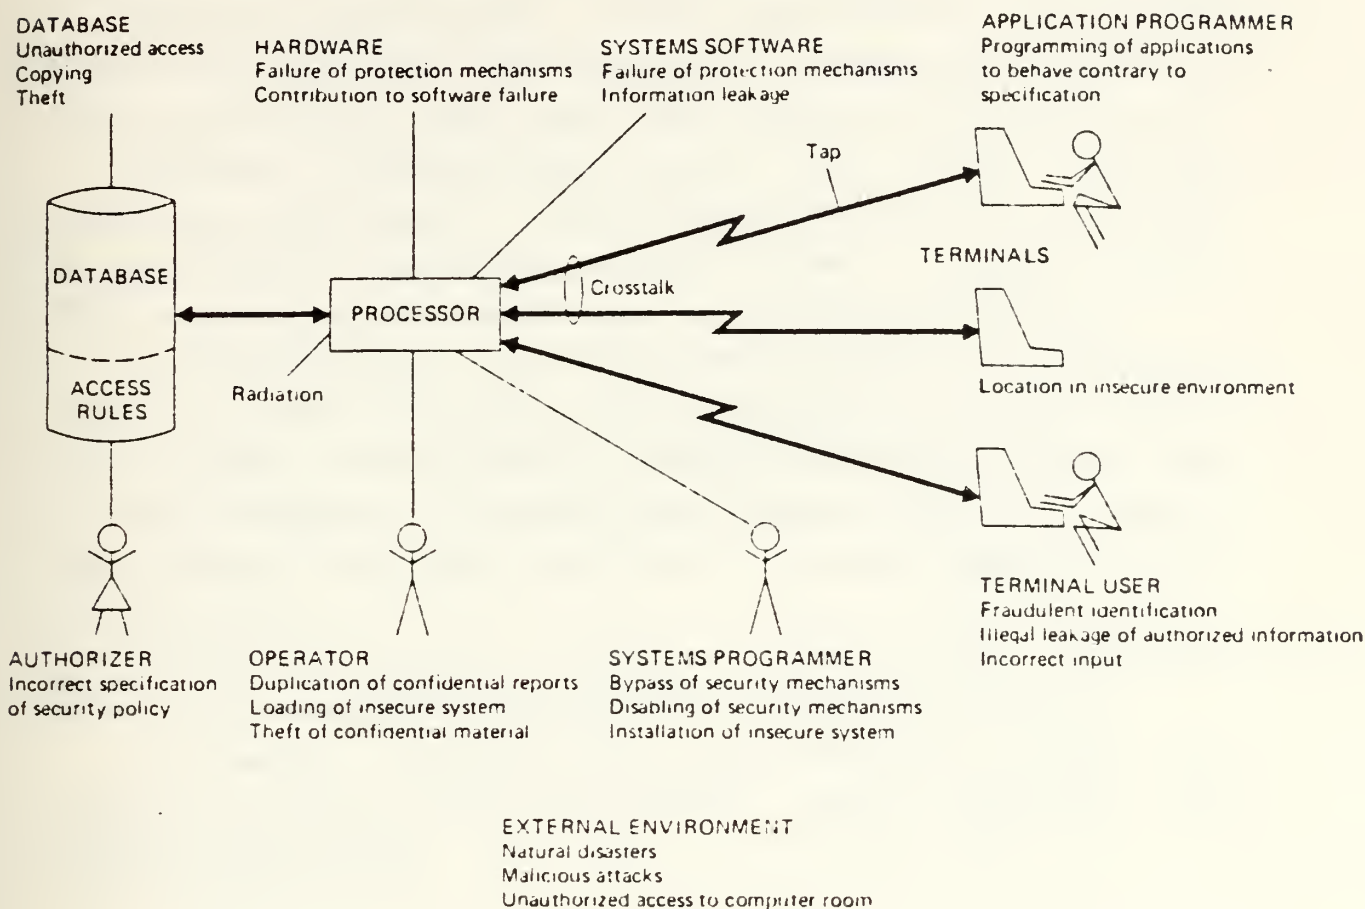 DATABASE
Unauthorized access
Copying
Theft
HARDWARE
Failure of protection mechanisms
Contribution to software failure
SYSTEMS SOFTWARE
Failure of protection mechanisms
Information leakage
APPLICATION PROGRAMMER
Programming of applications
to behave contrary to
specification
Tap
TERMINALS
DATABASE
PROCESSOR
Crosstalk
ACCESS
RULES
Radiation
Location in insecure environment
AUTHORIZER
Incorrect specification
of security policy
OPERATOR
Duplication of confidential reports
Loading of insecure system
Theft of confidential material
SYSTEMS PROGRAMMER
Bypass of security mechanisms
Disabling of security mechanisms
Installation of insecure system
TERMINAL USER
Fraudulent identification
Illegal leakage of authorized information
Incorrect input
EXTERNAL ENVIRONMENT
Natural disasters
Malicious attacks
Unauthorized access to computer room